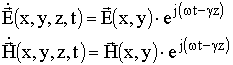 Ė⃗(x, y, z, t) = E⃗(x, y) · e^{j(ωt−γz)}
Ḣ⃗(x, y, z, t) = H⃗(x, y) · e^{j(ωt−γz)}